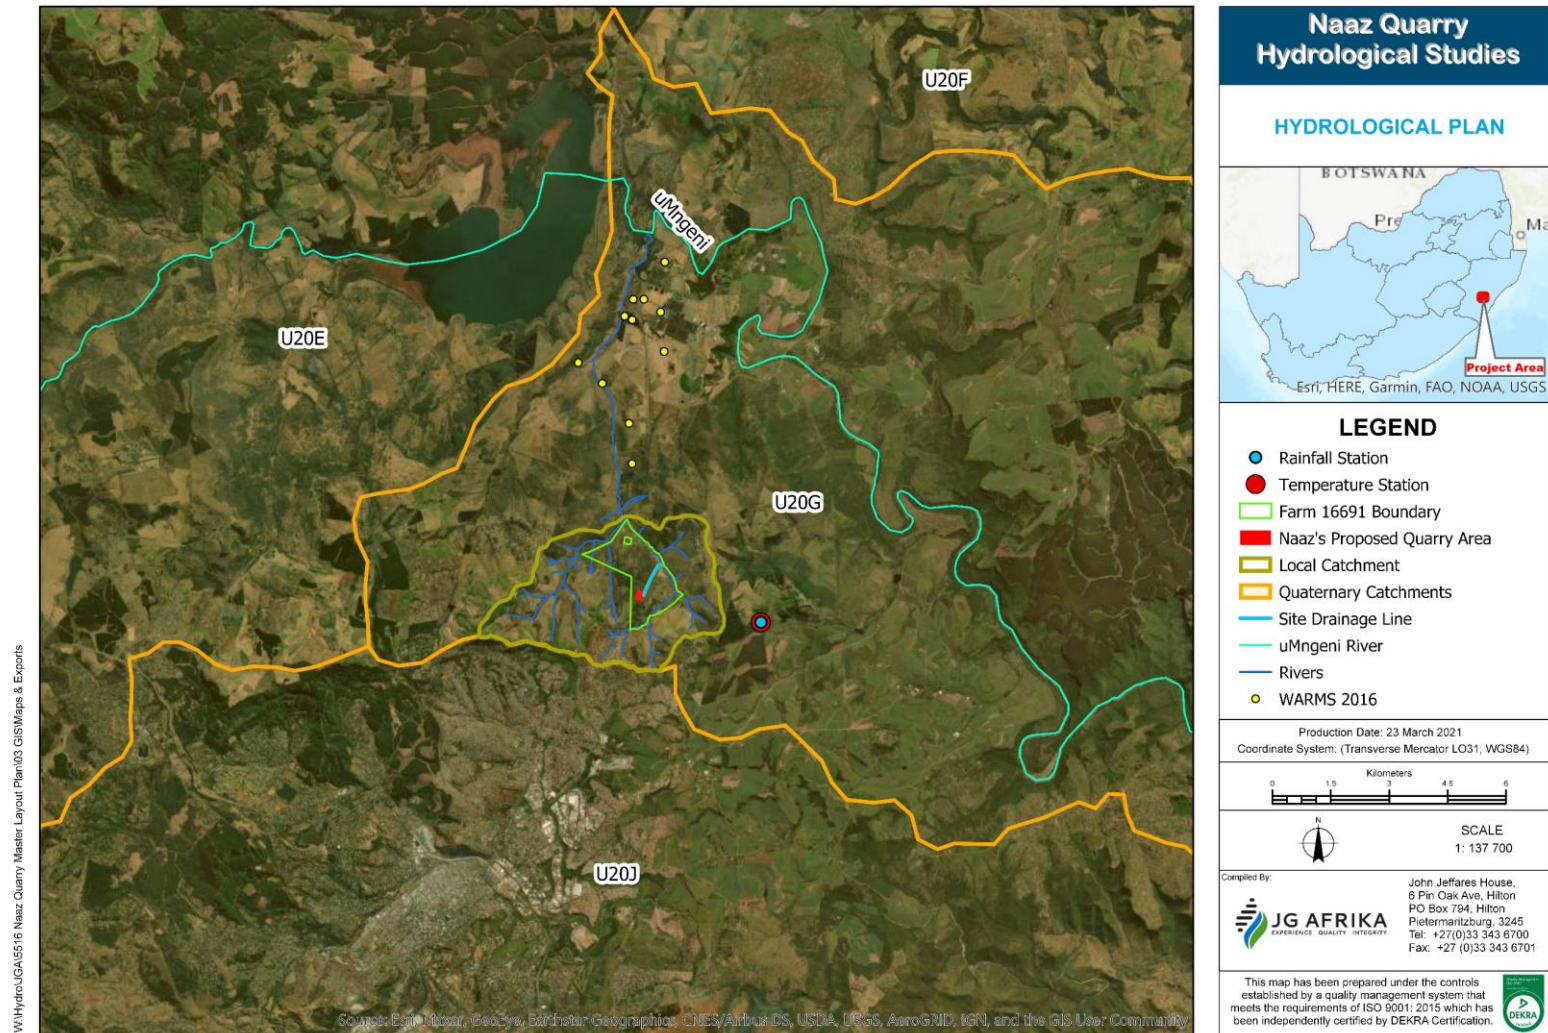 W:\Hydro\JGA\5516 Naaz Quarry Master Layout Plan\03 GIS\Maps & Exports
U20F
uMngeni
U20E
U20G
U20J
Source: Esri, Maxar, GeoEye, Earthstar Geographics, CNES/Airbus DS, USDA, USGS, AeroGRID, IGN, and the GIS User Community
Naaz Quarry
Hydrological Studies
HYDROLOGICAL PLAN
BOTSWANA
Pre
Ma
Project Area
Esri, HERE, Garmin, FAO, NOAA, USGS
LEGEND
Rainfall Station
Temperature Station
Farm 16691 Boundary
Naaz's Proposed Quarry Area
Local Catchment
Quaternary Catchments
Site Drainage Line
uMngeni River
Rivers
WARMS 2016
Production Date: 23 March 2021
Coordinate System: (Transverse Mercator LO31, WGS84)
Kilometers
0 1.5 3 4.5 6
N
SCALE
1: 137 700
Compiled By:
JG AFRIKA
EXPERIENCE QUALITY INTEGRITY
John Jeffares House,
6 Pin Oak Ave, Hilton
PO Box 794, Hilton
Pietermaritzburg, 3245
Tel: +27(0)33 343 6700
Fax: +27 (0)33 343 6701
This map has been prepared under the controls
established by a quality management system that
meets the requirements of ISO 9001: 2015 which has
been independently certified by DEKRA Certification.
DEKRA